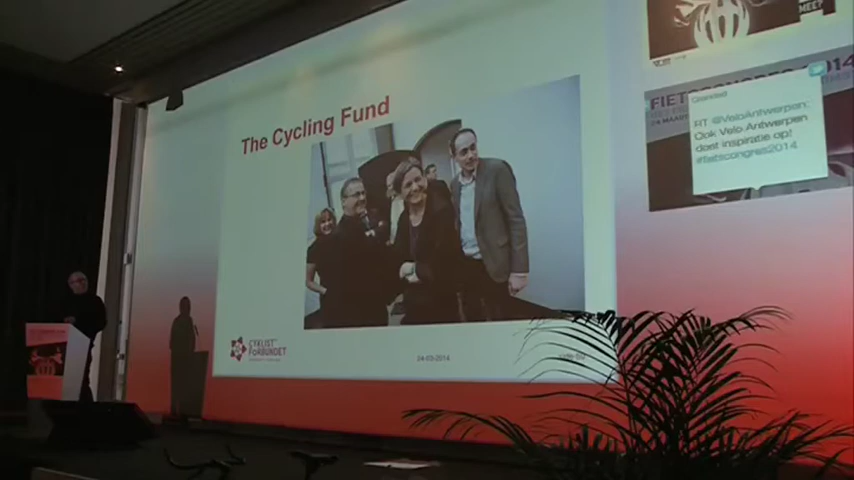 The Cycling Fund
CYKLIST
FORBUNDET
24-03-2014
MEE?
FIETSCONGRES 2014
RT @VeloAntwerpen:
Ook Velo Antwerpen
doet inspiratie op!
#fietscongres2014